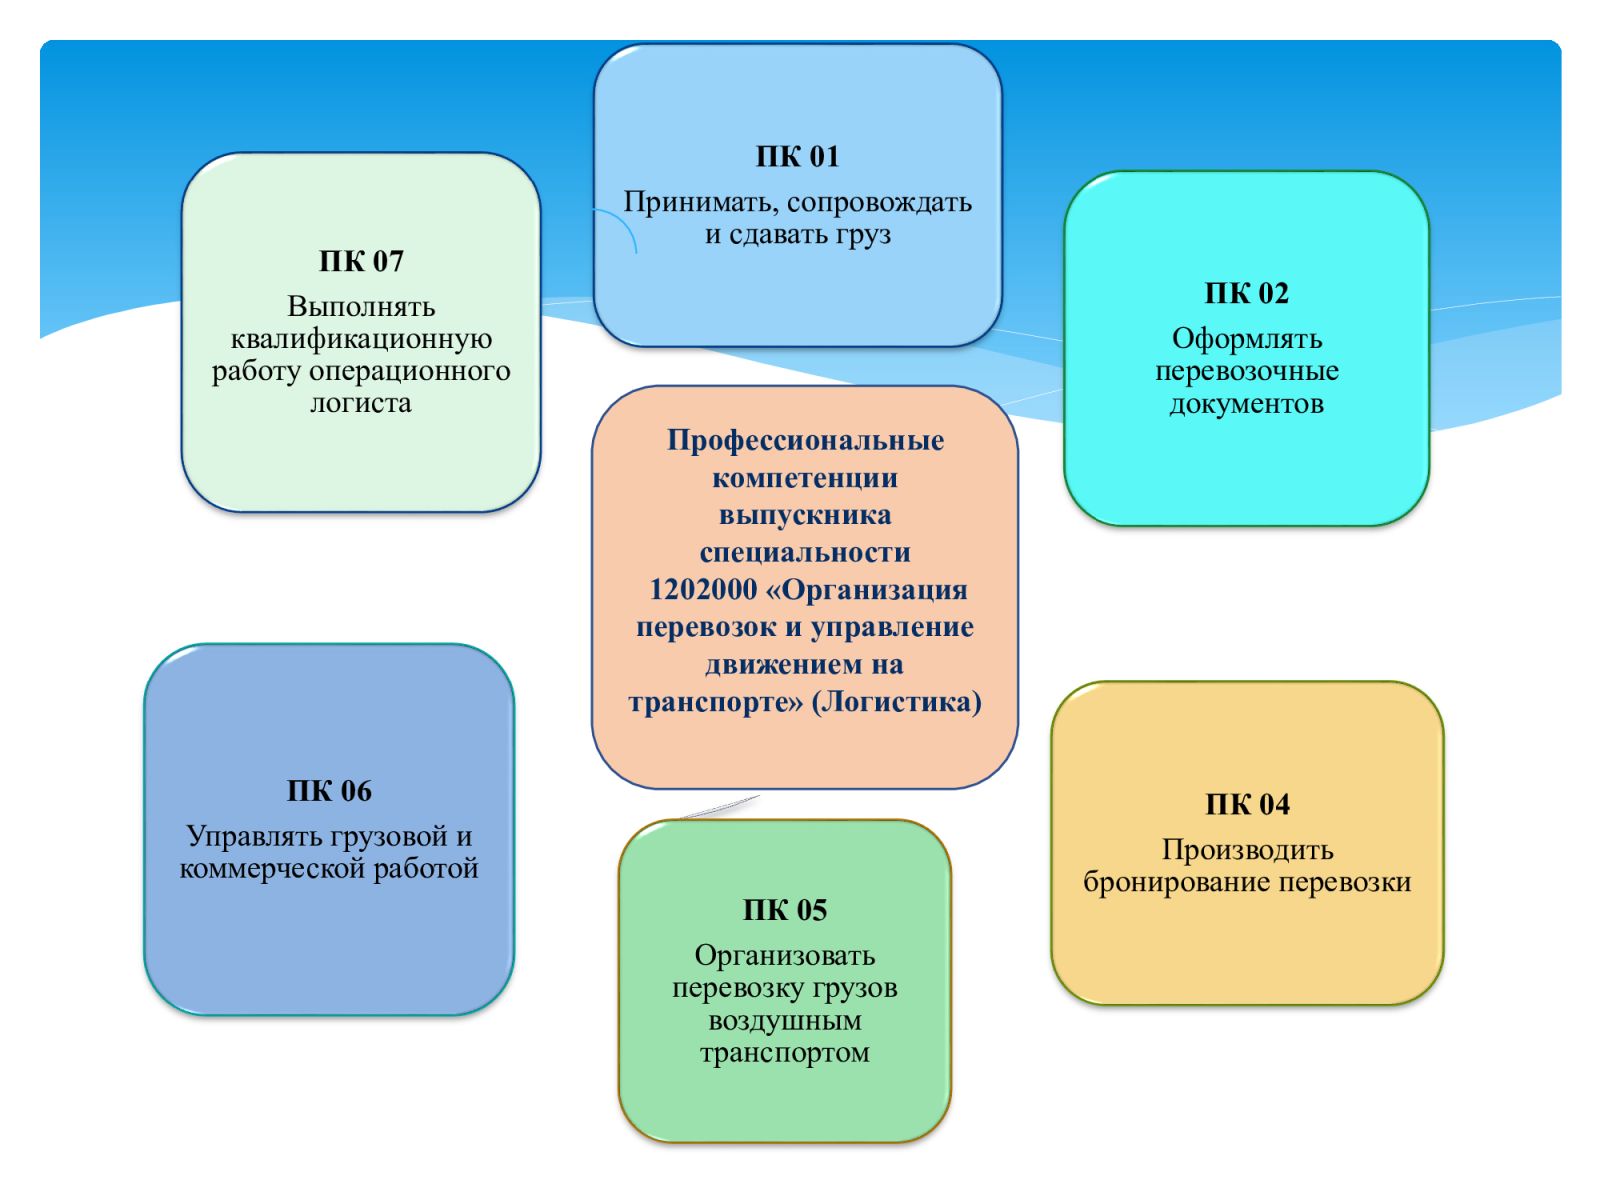 ПК 01
Принимать, сопровождать
и сдавать груз
ПК 02
Оформлять
перевозочные
документов
ПК 04
Производить
бронирование перевозки
ПК 05
Организовать
перевозку грузов
воздушным
транспортом
ПК 06
Управлять грузовой и
коммерческой работой
ПК 07
Выполнять
квалификационную
работу операционного
логиста
Профессиональные
компетенции
выпускника
специальности
1202000 «Организация
перевозок и управление
движением на
транспорте» (Логистика)